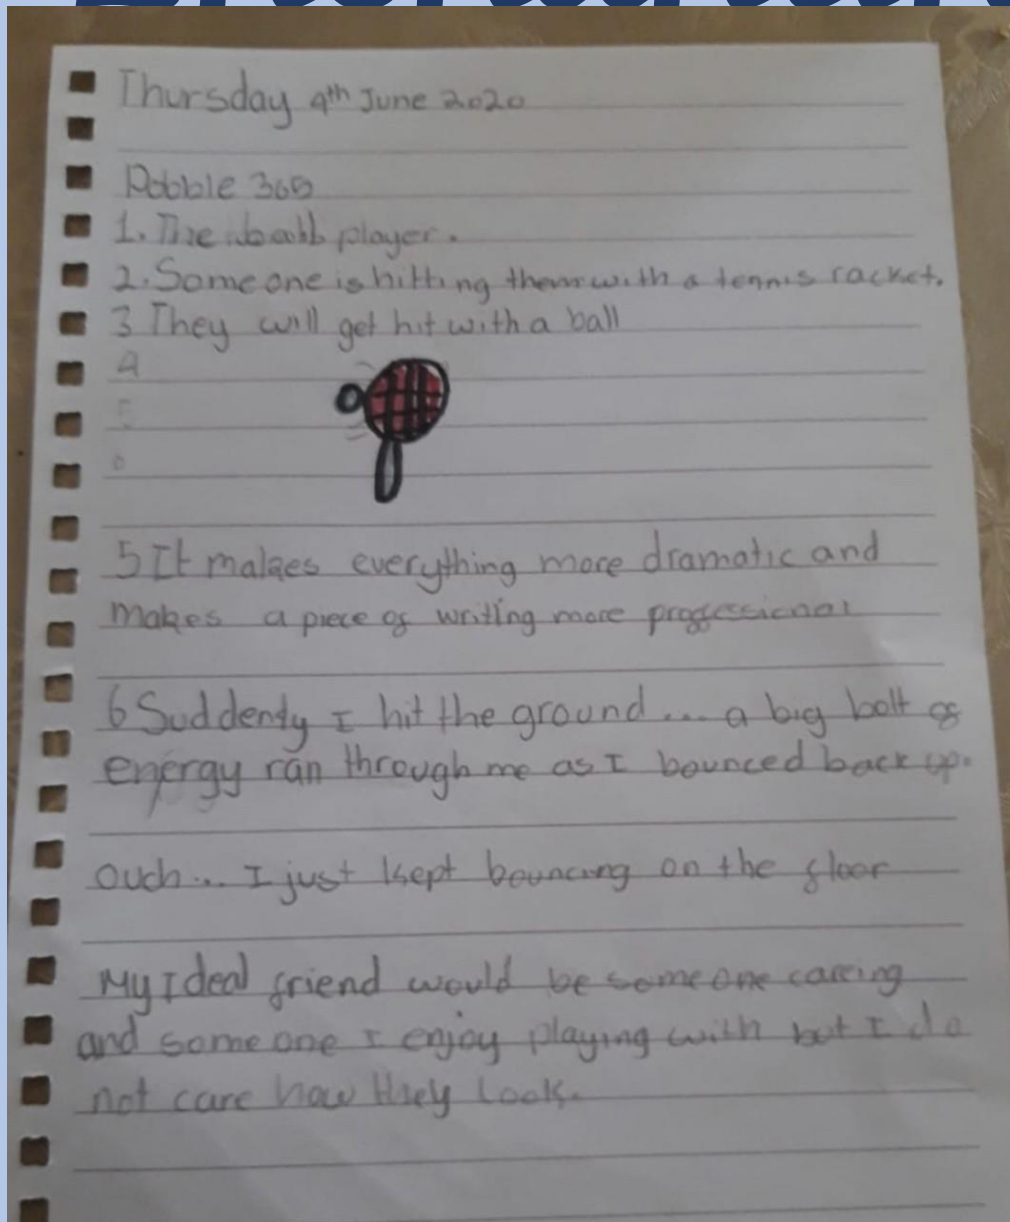 Thursday 4th June 2020
Pobble 365
1. The ball player.
2. Someone is hitting them with a tennis racket.
3 They will get hit with a ball
4
5 It makes everything more dramatic and
makes a piece of writing more professional
6 Suddenly I hit the ground... a big bolt of
energy ran through me as I bounced back up.
Ouch... I just kept bouncing on the floor
My Ideal friend would be someone carring
and someone I enjoy playing with but I do
not care how they look.